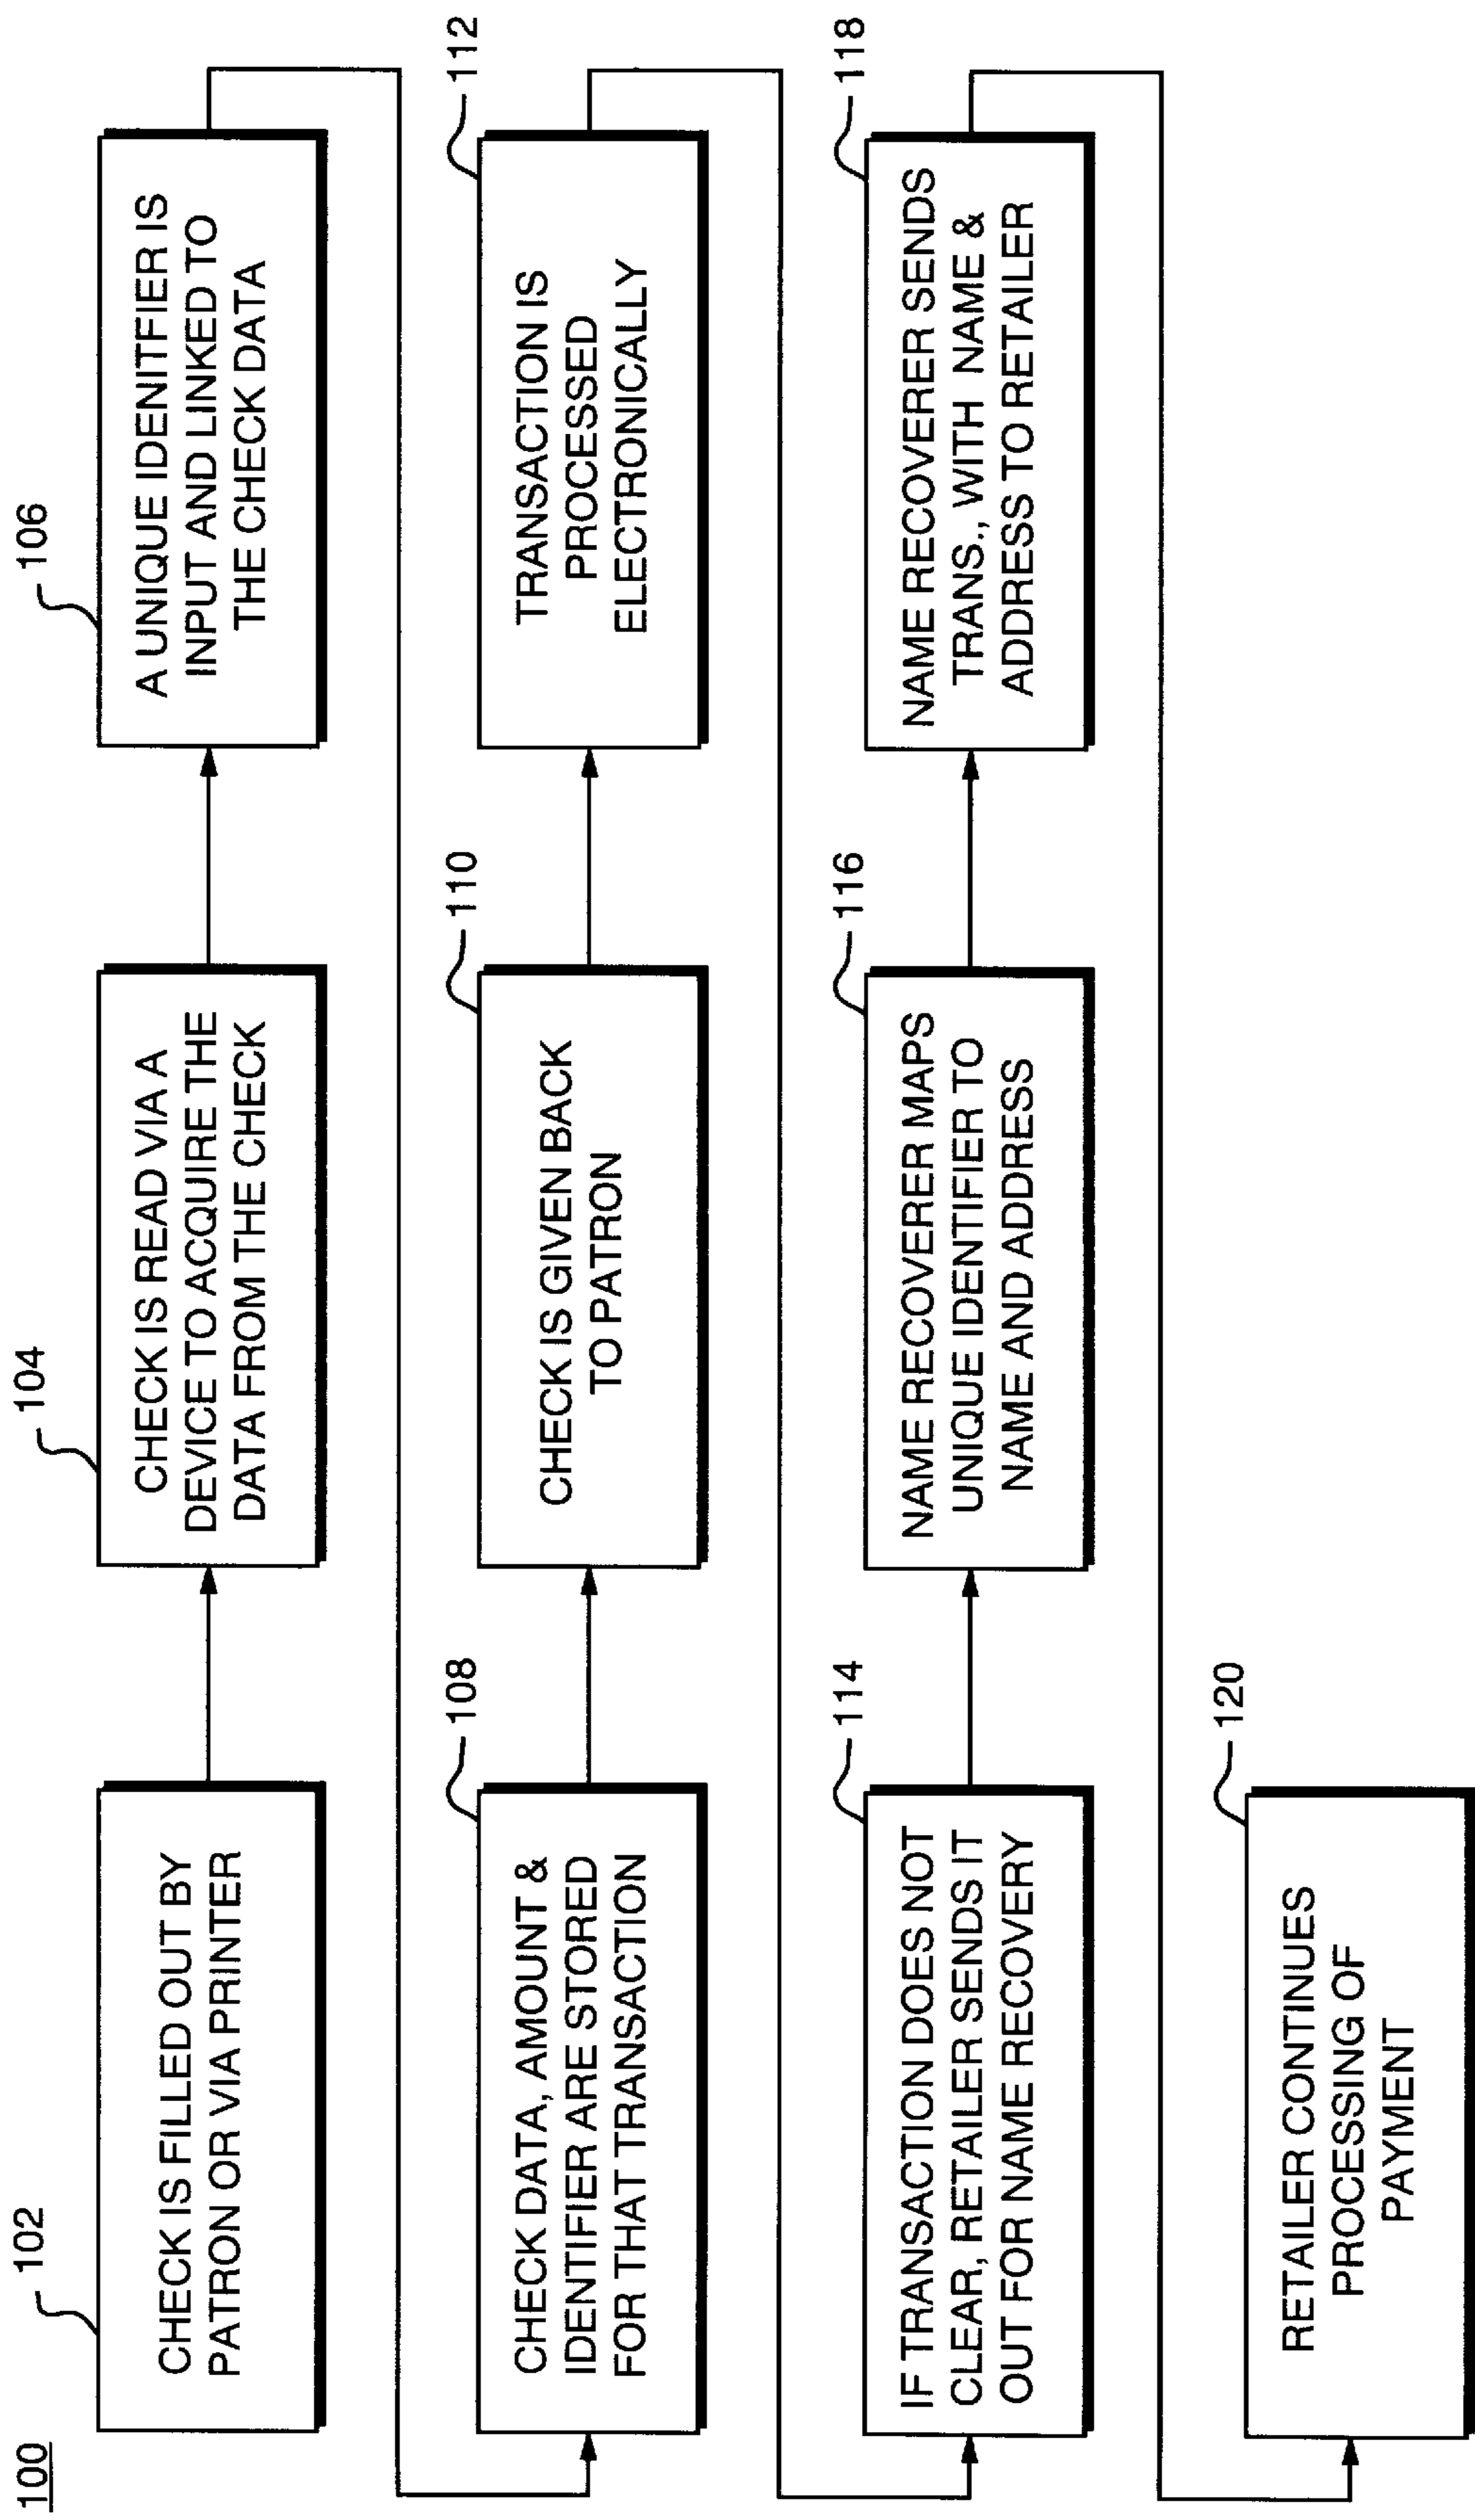 100
102
CHECK IS FILLED OUT BY
PATRON OR VIA PRINTER
104
CHECK IS READ VIA A
DEVICE TO ACQUIRE THE
DATA FROM THE CHECK
106
A UNIQUE IDENITFIER IS
INPUT AND LINKED TO
THE CHECK DATA
108
CHECK DATA, AMOUNT &
IDENTIFIER ARE STORED
FOR THAT TRANSACTION
110
CHECK IS GIVEN BACK
TO PATRON
112
TRANSACTION IS
PROCESSED
ELECTRONICALLY
114
IF TRANSACTION DOES NOT
CLEAR, RETAILER SENDS IT
OUT FOR NAME RECOVERY
116
NAME RECOVERER MAPS
UNIQUE IDENTIFIER TO
NAME AND ADDRESS
118
NAME RECOVERER SENDS
TRANS., WITH NAME &
ADDRESS TO RETAILER
120
RETAILER CONTINUES
PROCESSING OF
PAYMENT